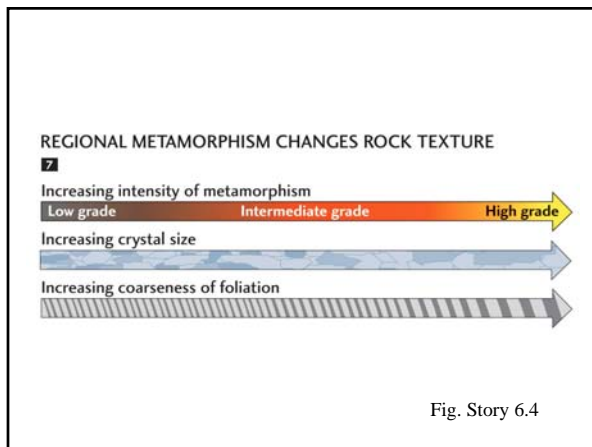 REGIONAL METAMORPHISM CHANGES ROCK TEXTURE
7
Increasing intensity of metamorphism
Low grade Intermediate grade High grade
Increasing crystal size
Increasing coarseness of foliation
Fig. Story 6.4